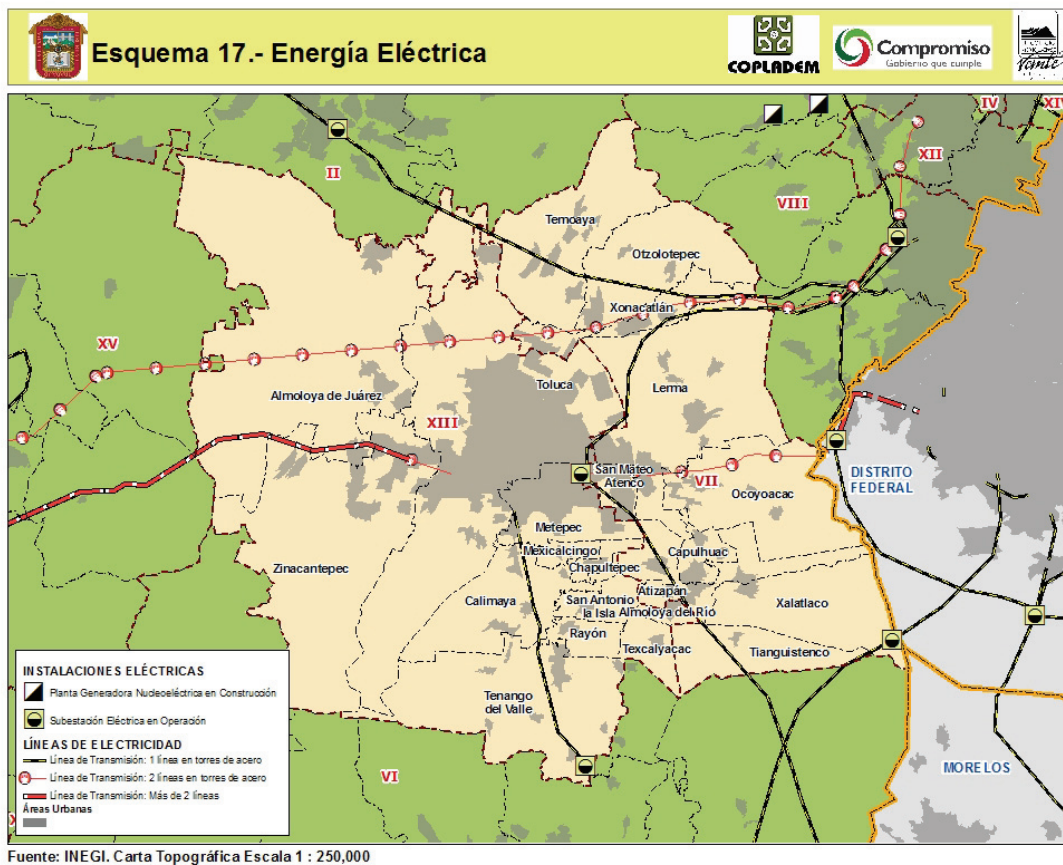 Esquema 17.- Energía Eléctrica
COPLADEM
Compromiso
Gobierno que cumple
II
IV
XII
VIII
Temoaya
Otzolotepec
Xonacatlán
XV
Toluca
Lerma
Almoloya de Juárez
XIII
San Mateo
Atenco
VII
Ocoyoacac
DISTRITO
FEDERAL
Metepec
Mexicalcingo
Capulhuac
Chapultepec
Zinacantepec
Atizapán
Calimaya
San Antonio
la Isla
Almoloya del Río
Xalatlaco
Rayón
Texcalyacac
Tianguistenco
Tenango
del Valle
VI
MORELOS
INSTALACIONES ELÉCTRICAS
Planta Generadora Nucleoeléctrica en Construcción
Subestación Eléctrica en Operación
LÍNEAS DE ELECTRICIDAD
Línea de Transmisión: 1 línea en torres de acero
Línea de Transmisión: 2 líneas en torres de acero
Línea de Transmisión: Más de 2 líneas
Áreas Urbanas
Fuente: INEGI. Carta Topográfica Escala 1 : 250,000